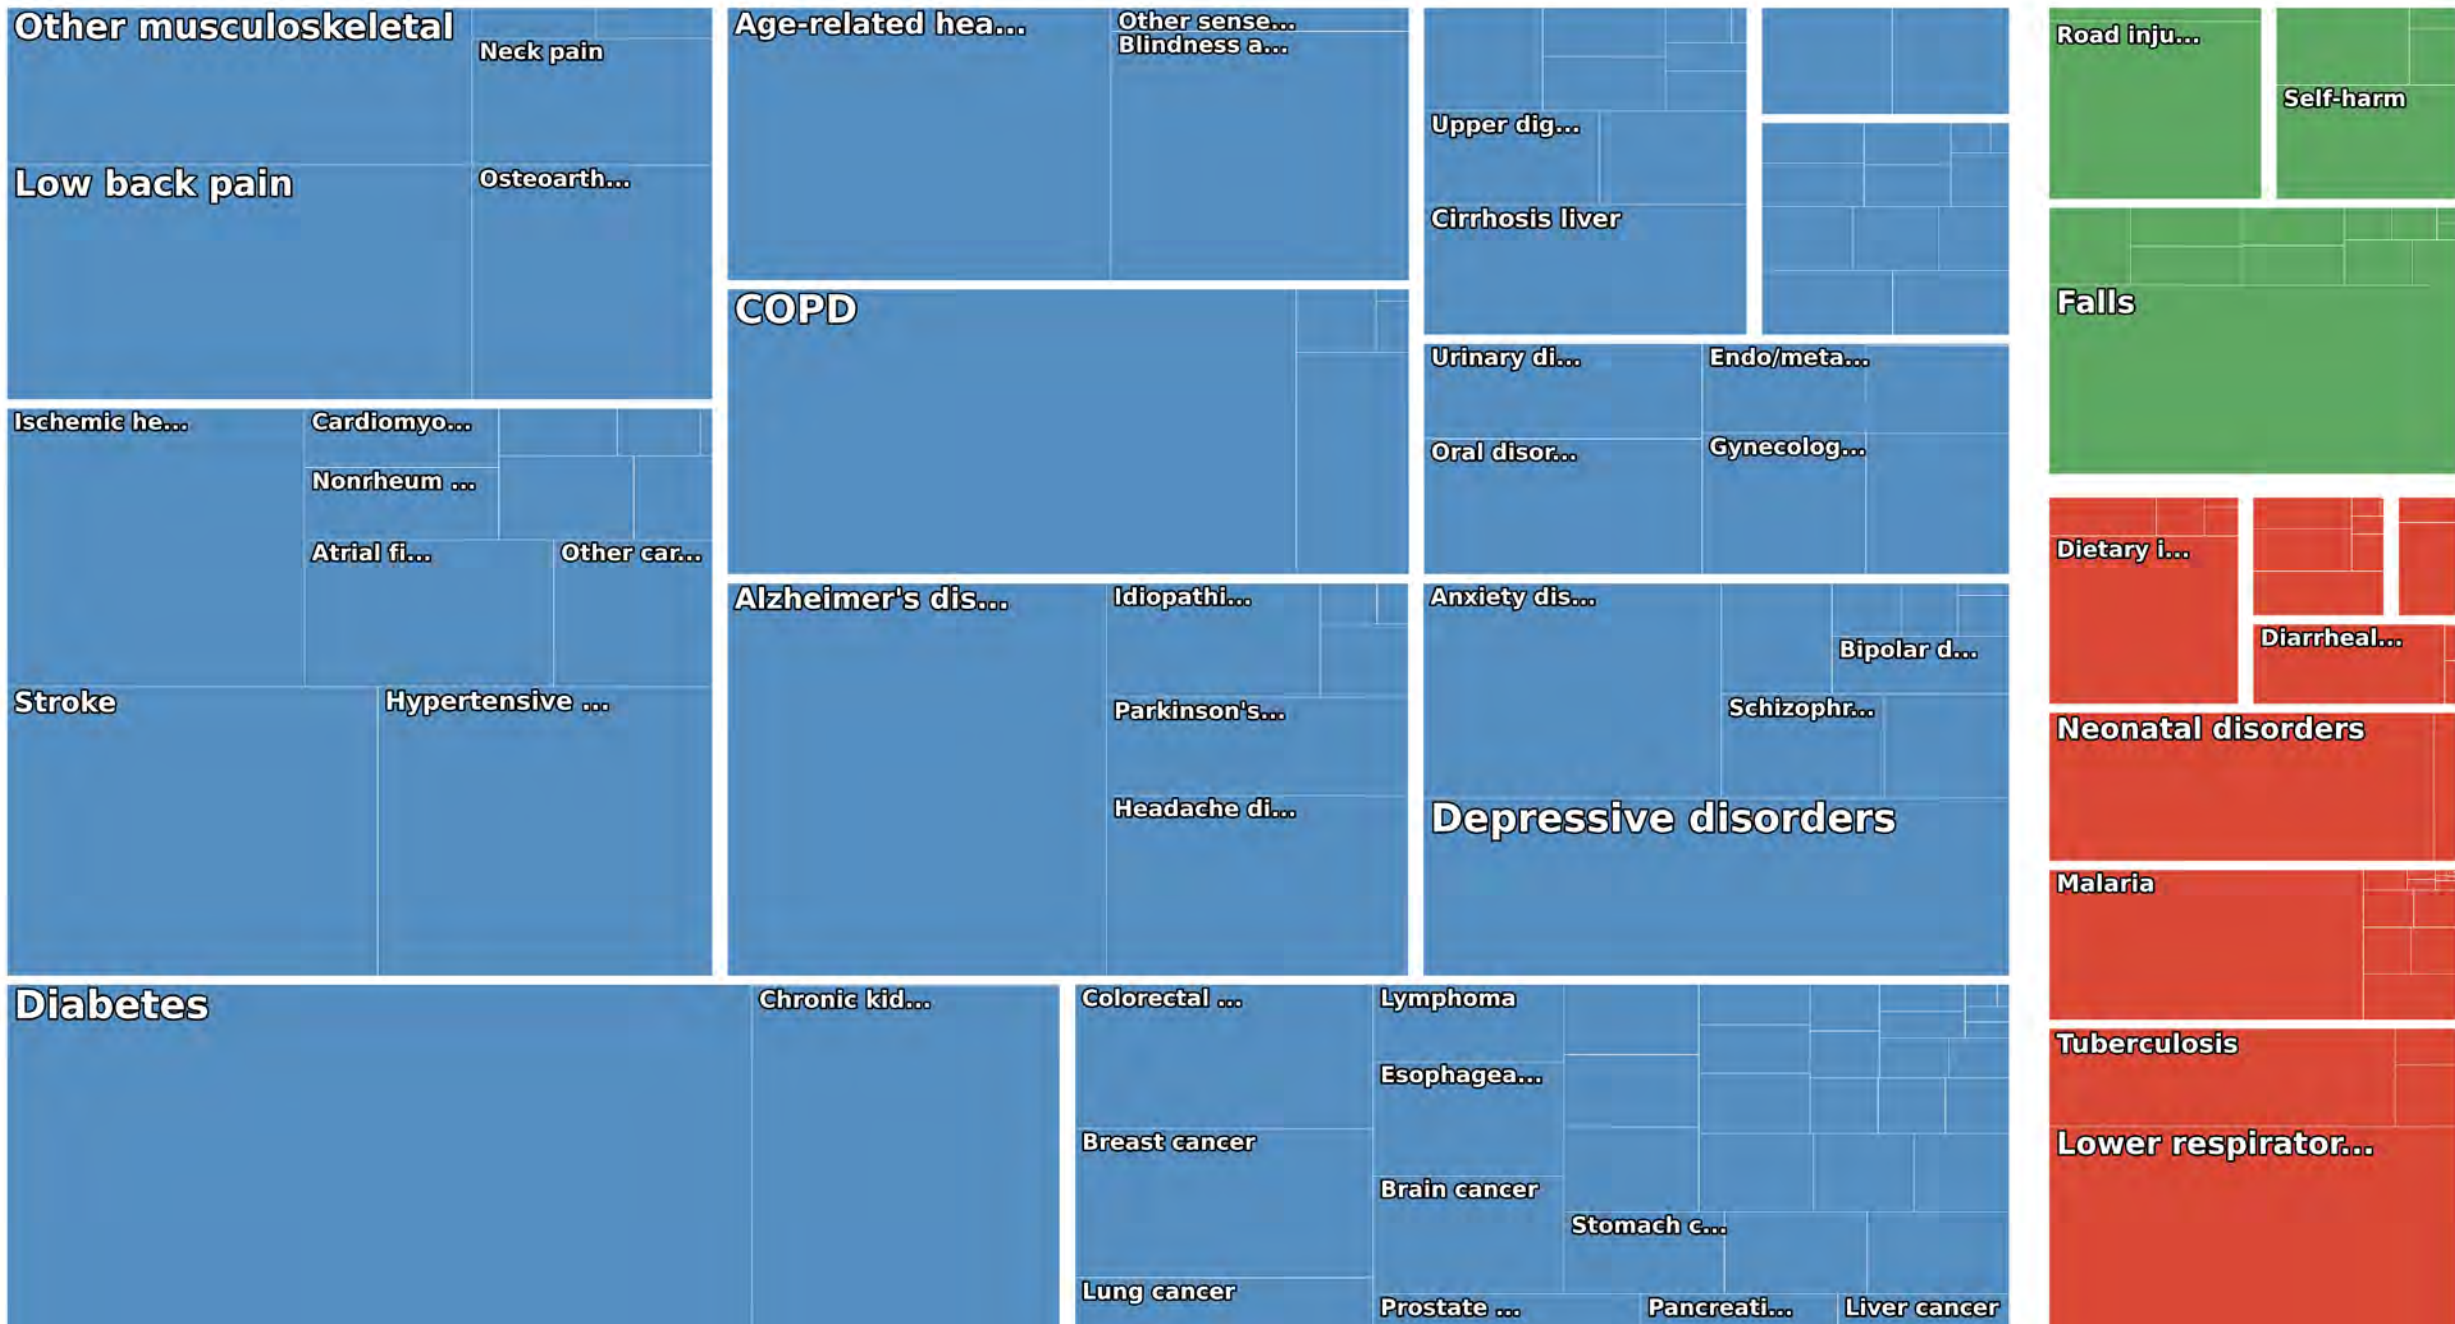 Other musculoskeletal
Neck pain
Low back pain
Osteoarth...
Ischemic he...
Cardiomyo...
Nonrheum ...
Atrial fi...
Other car...
Stroke
Hypertensive ...
Age-related hea...
Other sense...
Blindness a...
COPD
Alzheimer's dis...
Idiopathi...
Parkinson's...
Headache di...
Upper dig...
Cirrhosis liver
Urinary di...
Endo/meta...
Oral disor...
Gynecolog...
Anxiety dis...
Bipolar d...
Schizophr...
Depressive disorders
Diabetes
Chronic kid...
Colorectal ...
Breast cancer
Lung cancer
Lymphoma
Esophagea...
Brain cancer
Stomach c...
Prostate ...
Pancreati...
Liver cancer
Road inju...
Self-harm
Falls
Dietary i...
Diarrheal...
Neonatal disorders
Malaria
Tuberculosis
Lower respirator...